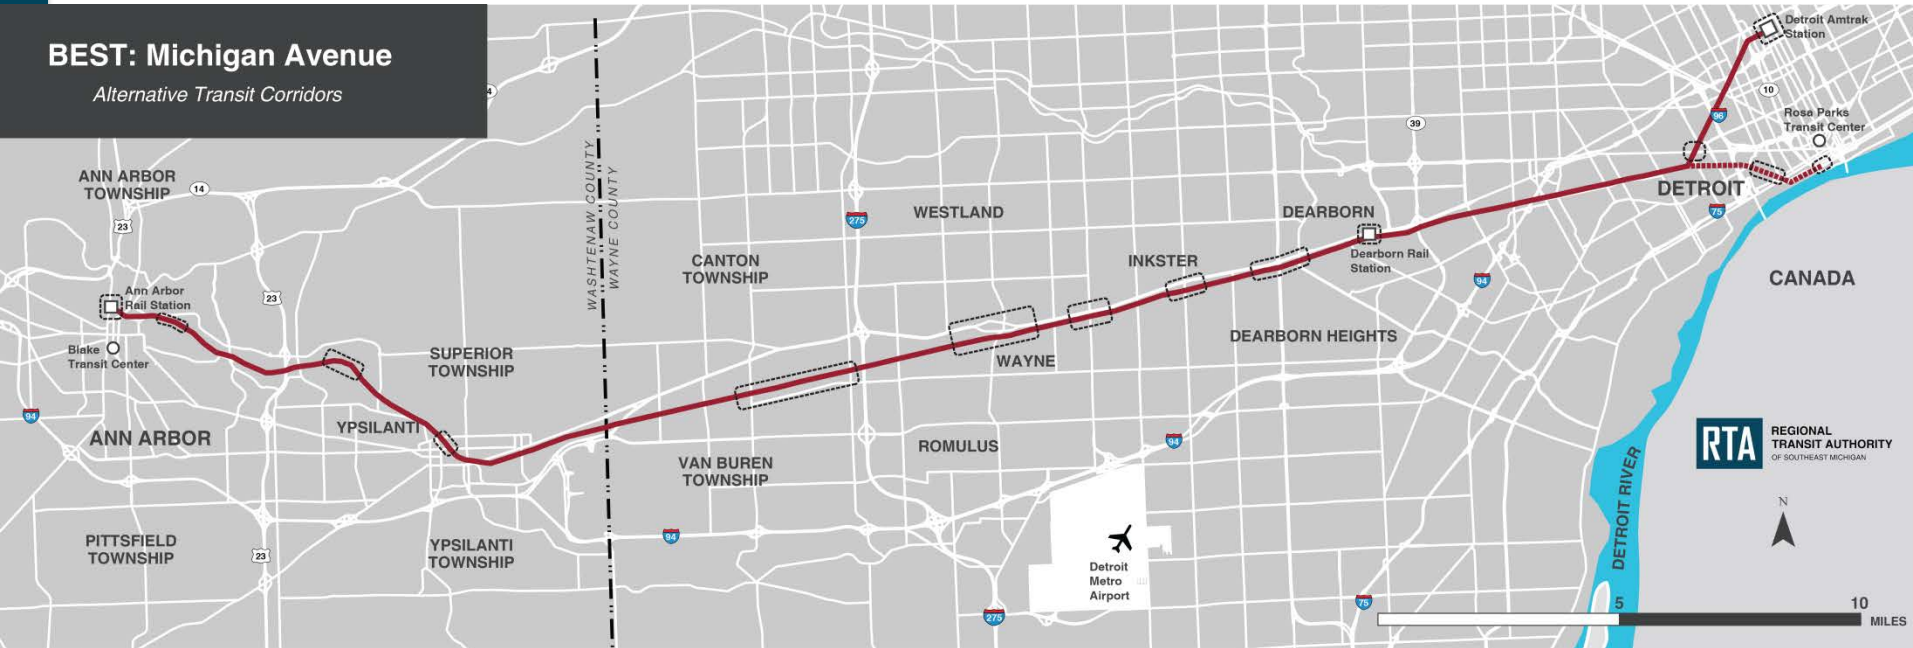 BEST: Michigan Avenue
Alternative Transit Corridors
4
Detroit Amtrak
Station
10
96
Rosa Parks
Transit Center
39
WASHTENAW COUNTY
WAYNE COUNTY
ANN ARBOR
TOWNSHIP
14
23
DETROIT
75
WESTLAND
DEARBORN
275
Dearborn Rail
Station
CANTON
TOWNSHIP
INKSTER
94
CANADA
Ann Arbor
Rail Station
23
DEARBORN HEIGHTS
Blake
Transit Center
SUPERIOR
TOWNSHIP
WAYNE
94
YPSILANTI
ANN ARBOR
ROMULUS
94
RTA
REGIONAL
TRANSIT AUTHORITY
OF SOUTHEAST MICHIGAN
VAN BUREN
TOWNSHIP
DETROIT RIVER
N
94
PITTSFIELD
TOWNSHIP
23
YPSILANTI
TOWNSHIP
Detroit
Metro
Airport
275
75
5
10
MILES